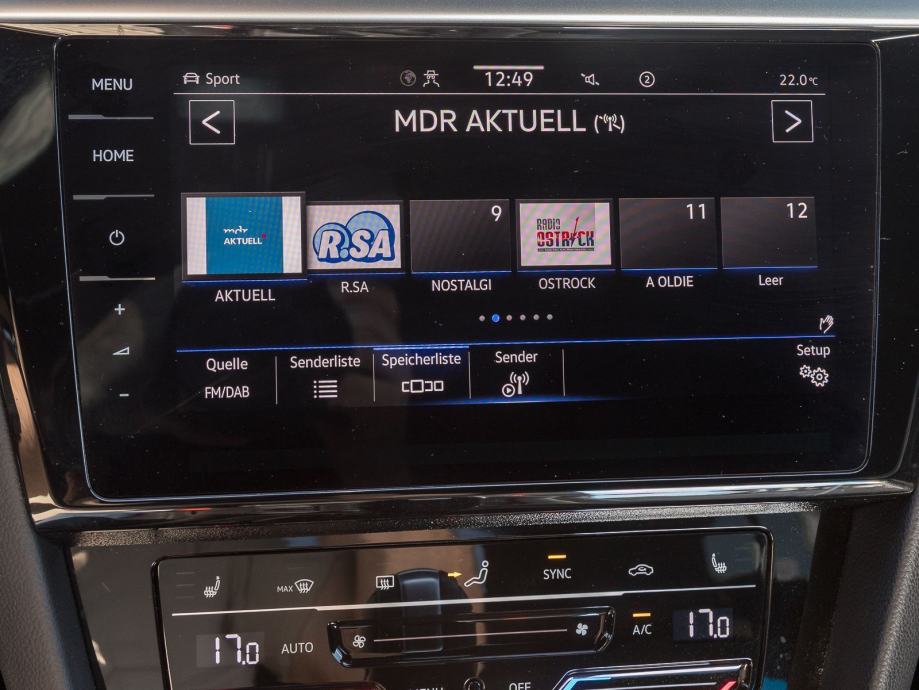 MENU
HOME
+
-
Sport
12:49
2
22.0°C
<
MDR AKTUELL
>
mdr
AKTUELL
R.SA
9
RADIO
OSTROCK
11
12
AKTUELL
R.SA
NOSTALGI
OSTROCK
A OLDIE
Leer
Quelle
FM/DAB
Senderliste
Speicherliste
Sender
Setup
MAX
SYNC
17.0
AUTO
A/C
17.0
MENU
OFF